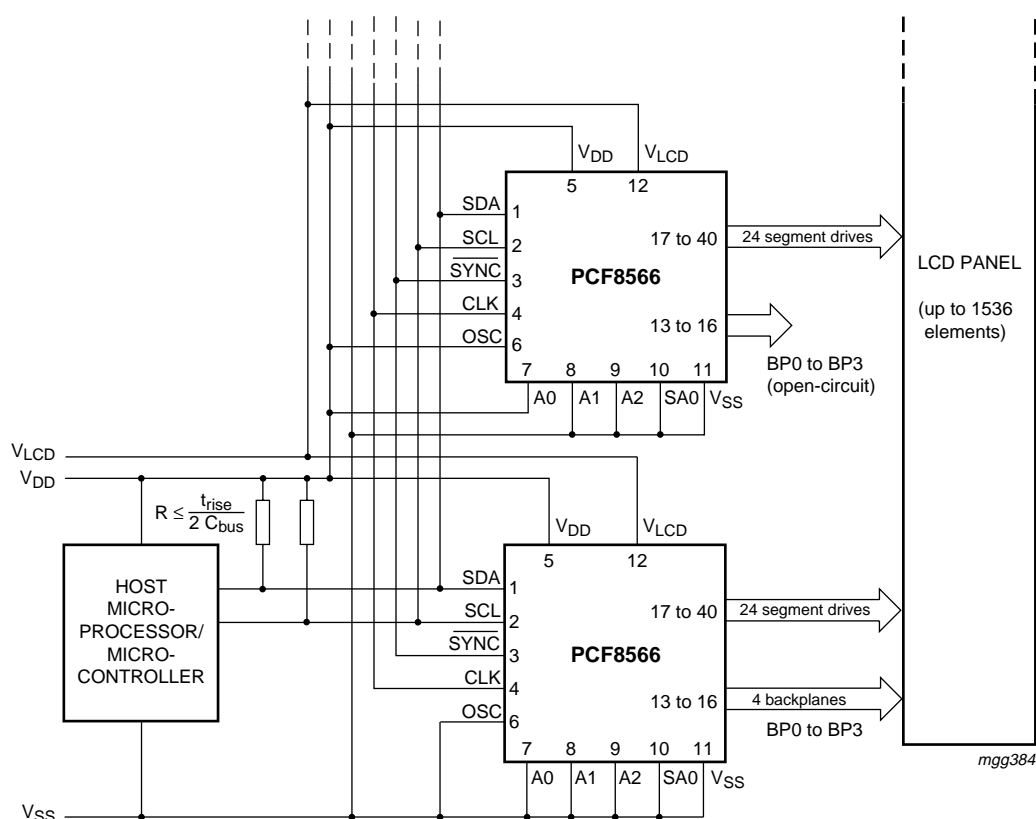 VDD
VLCD
5
12
SDA
1
SCL
2
SYNC
3
CLK
4
OSC
6
17 to 40
PCF8566
13 to 16
24 segment drives
BP0 to BP3
(open-circuit)
7
8
9
10
11
A0
A1
A2
SA0
VSS
LCD PANEL
(up to 1536
elements)
VLCD
VDD
R ≤ trise
2 Cbus
HOST
MICRO-
PROCESSOR/
MICRO-
CONTROLLER
VDD
VLCD
5
12
SDA
1
SCL
2
SYNC
3
CLK
4
OSC
6
17 to 40
PCF8566
13 to 16
24 segment drives
4 backplanes
BP0 to BP3
7
8
9
10
11
A0
A1
A2
SA0
VSS
mgg384
VSS